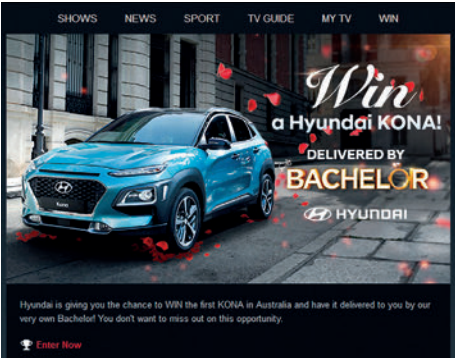 SHOWS NEWS SPORT TV GUIDE MY TV WIN
Win
a Hyundai KONA!
DELIVERED BY
BACHELOR
HYUNDAI
Hyundai is giving you the chance to WIN the first KONA in Australia and have it delivered to you by our
very own Bachelor! You don't want to miss out on this opportunity.
Enter Now